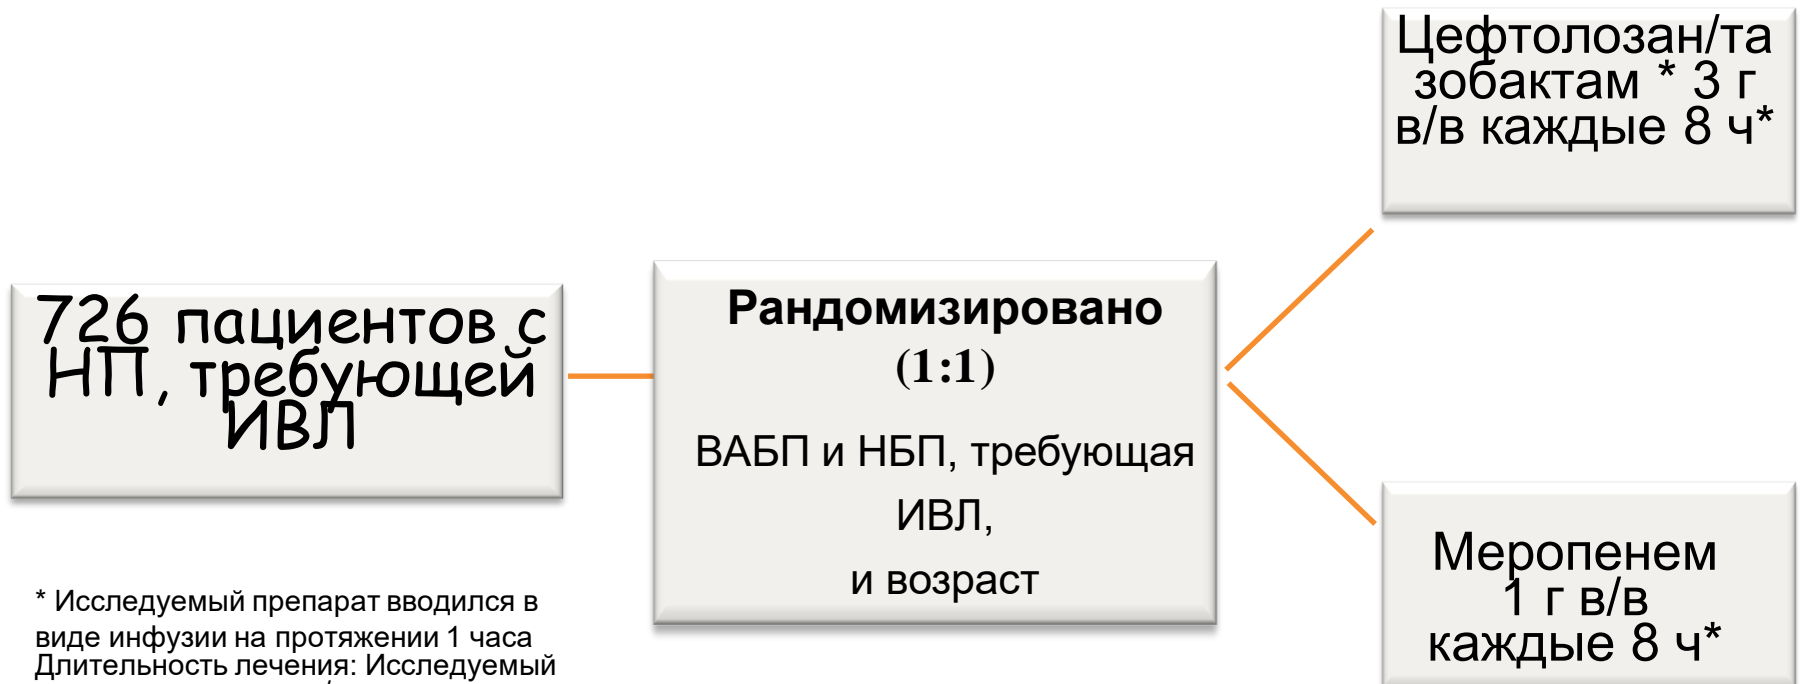 Цефтолозан/та
зобактам * 3 г
в/в каждые 8 ч*
726 пациентов с
НП, требующей
ИВЛ
Рандомизировано
(1:1)
ВАБП и НБП, требующая
ИВЛ,
и возраст
Меропенем
1 г в/в
каждые 8 ч*
* Исследуемый препарат вводился в
виде инфузии на протяжении 1 часа
Длительность лечения: Исследуемый